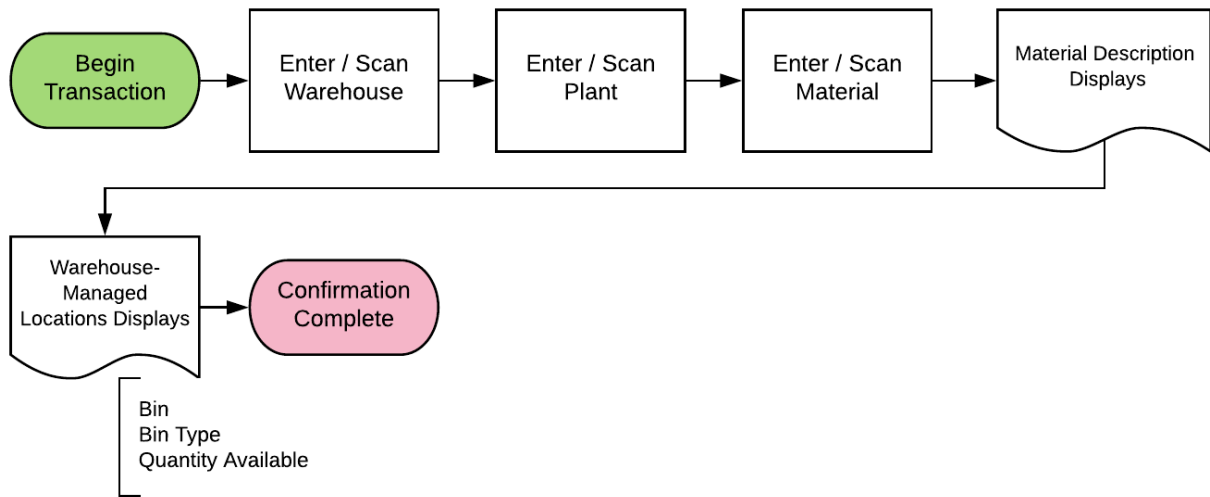 Begin
Transaction
Enter / Scan
Warehouse
Enter / Scan
Plant
Enter / Scan
Material
Material Description
Displays
Warehouse-
Managed
Locations Displays
Confirmation
Complete
Bin
Bin Type
Quantity Available